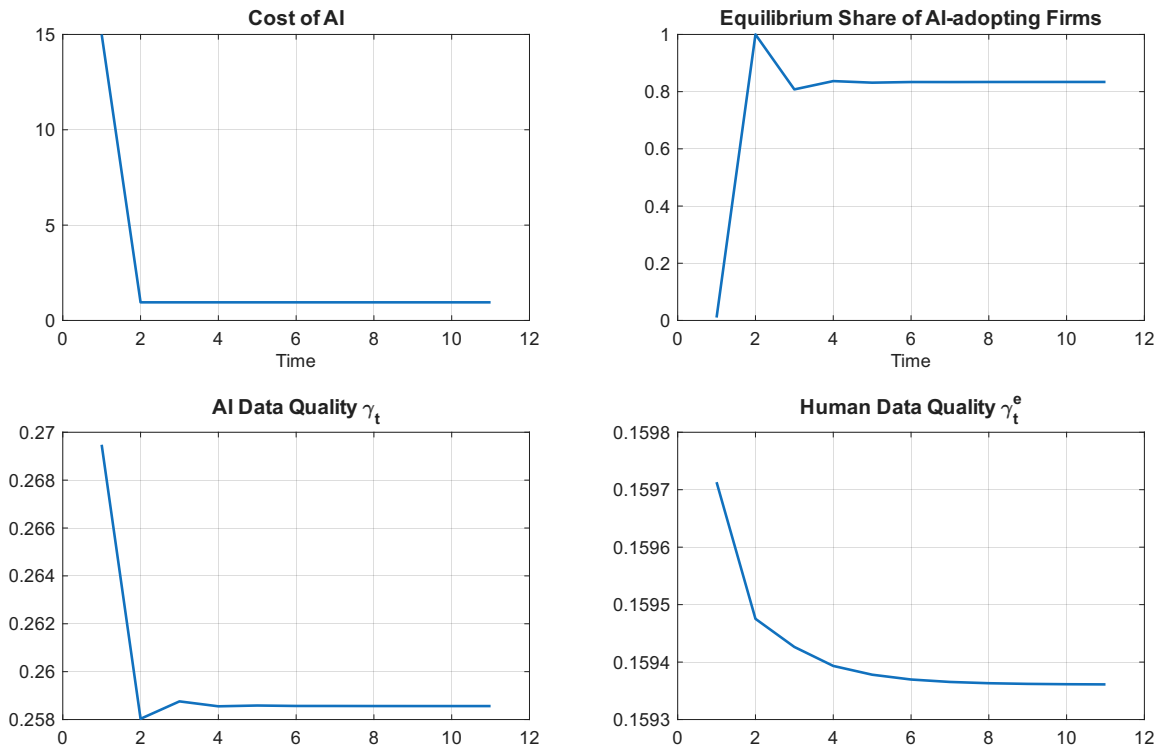 Cost of AI
15
10
5
0
0 2 4 6 8 10 12
Time
Equilibrium Share of AI-adopting Firms
1
0.8
0.6
0.4
0.2
0
0 2 4 6 8 10 12
Time
AI Data Quality γt
0.27
0.268
0.266
0.264
0.262
0.26
0.258
0 2 4 6 8 10 12
Human Data Quality γt^e
0.1598
0.1597
0.1596
0.1595
0.1594
0.1593
0 2 4 6 8 10 12